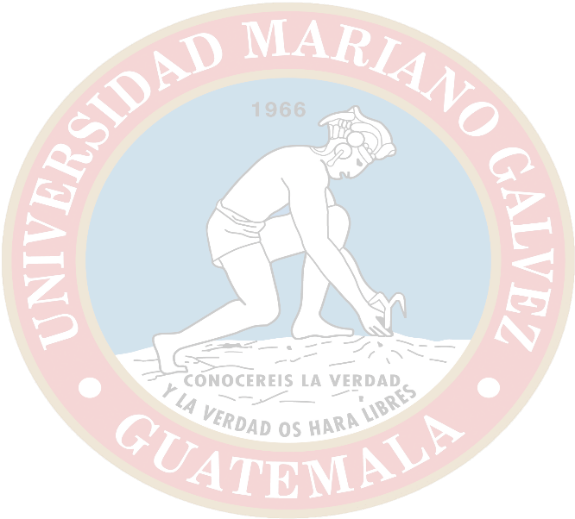 UNIVERSIDAD MARIANO GALVEZ
1966
CONOCEREIS LA VERDAD
Y LA VERDAD OS HARA LIBRES
GUATEMALA